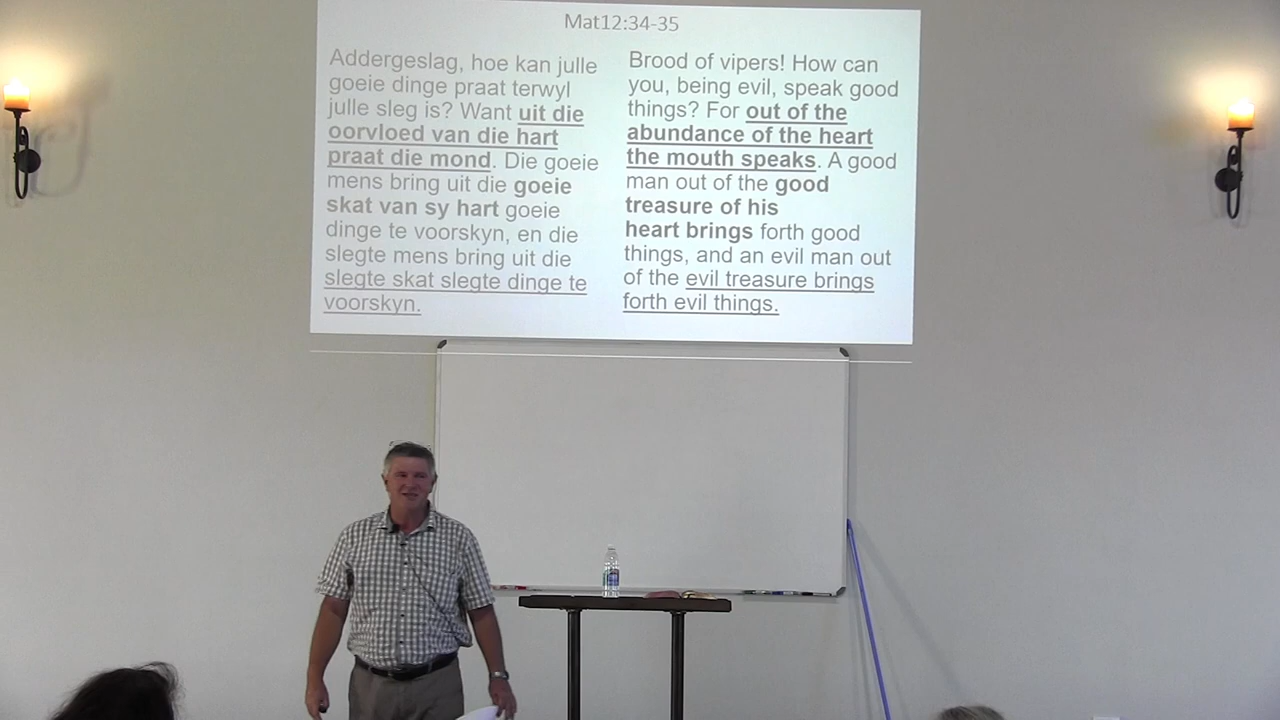 Mat12:34-35
Addergeslag, hoe kan julle
goeie dinge praat terwyl
julle sleg is? Want uit die
oorvloed van die hart
praat die mond. Die goeie
mens bring uit die goeie
skat van sy hart goeie
dinge te voorskyn, en die
slegte mens bring uit die
slegte skat slegte dinge te
voorskyn.
Brood of vipers! How can
you, being evil, speak good
things? For out of the
abundance of the heart
the mouth speaks. A good
man out of the good
treasure of his
heart brings forth good
things, and an evil man out
of the evil treasure brings
forth evil things.